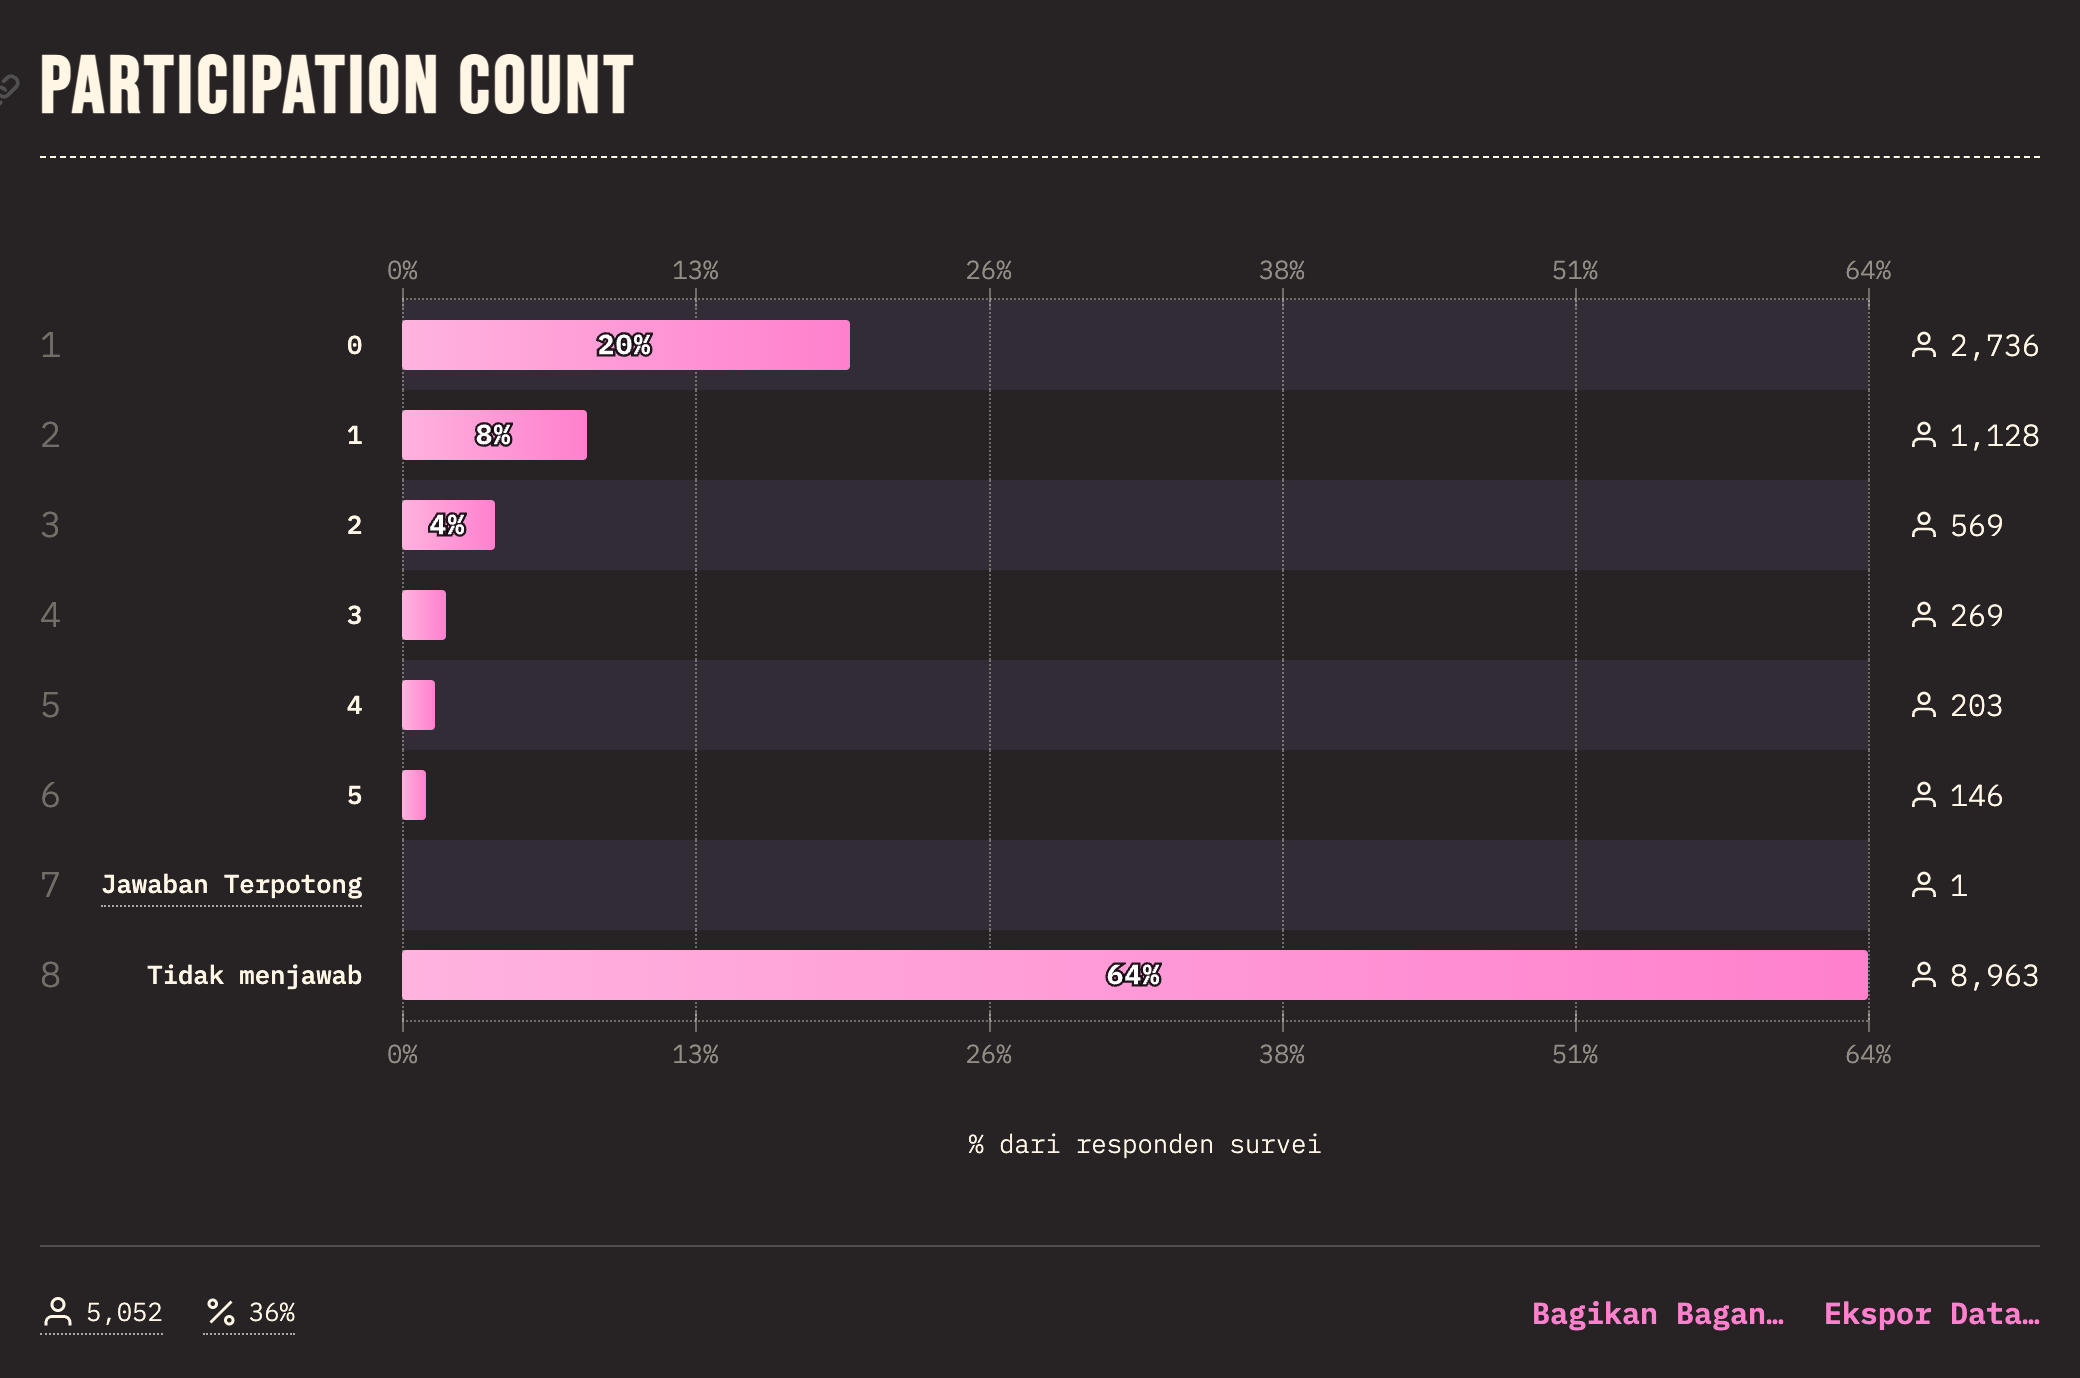 PARTICIPATION COUNT
0% 13% 26% 38% 51% 64%
1 0 20% 2,736
2 1 8% 1,128
3 2 4% 569
4 3 269
5 4 203
6 5 146
7 Jawaban Terpotong 1
8 Tidak menjawab 64% 8,963
0% 13% 26% 38% 51% 64%
% dari responden survei
5,052 36% Bagikan Bagan… Ekspor Data…